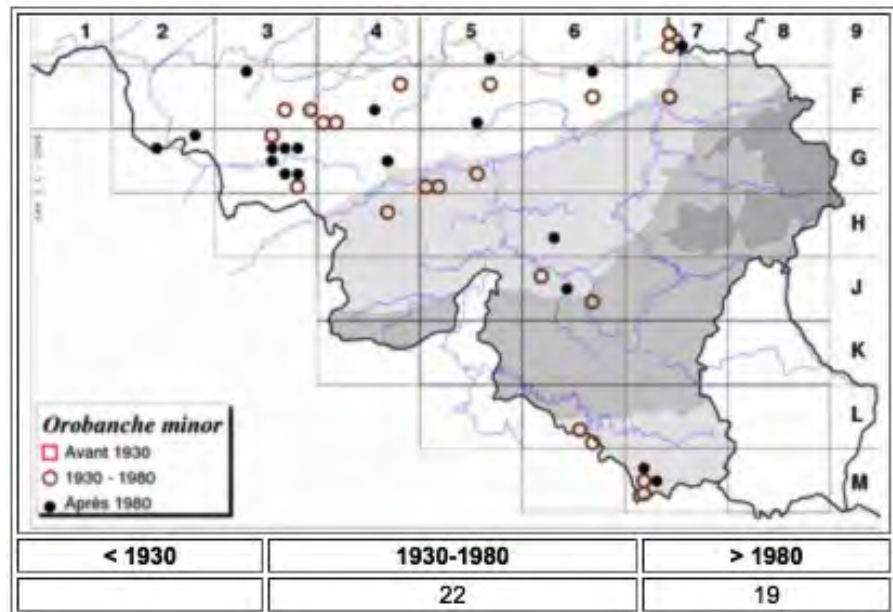 1 2 3 4 5 6 7 8 9
F
G
H
J
K
L
M
Orobanche minor
Avant 1930
1930 - 1980
Après 1980
< 1930 1930-1980 > 1980
22 19